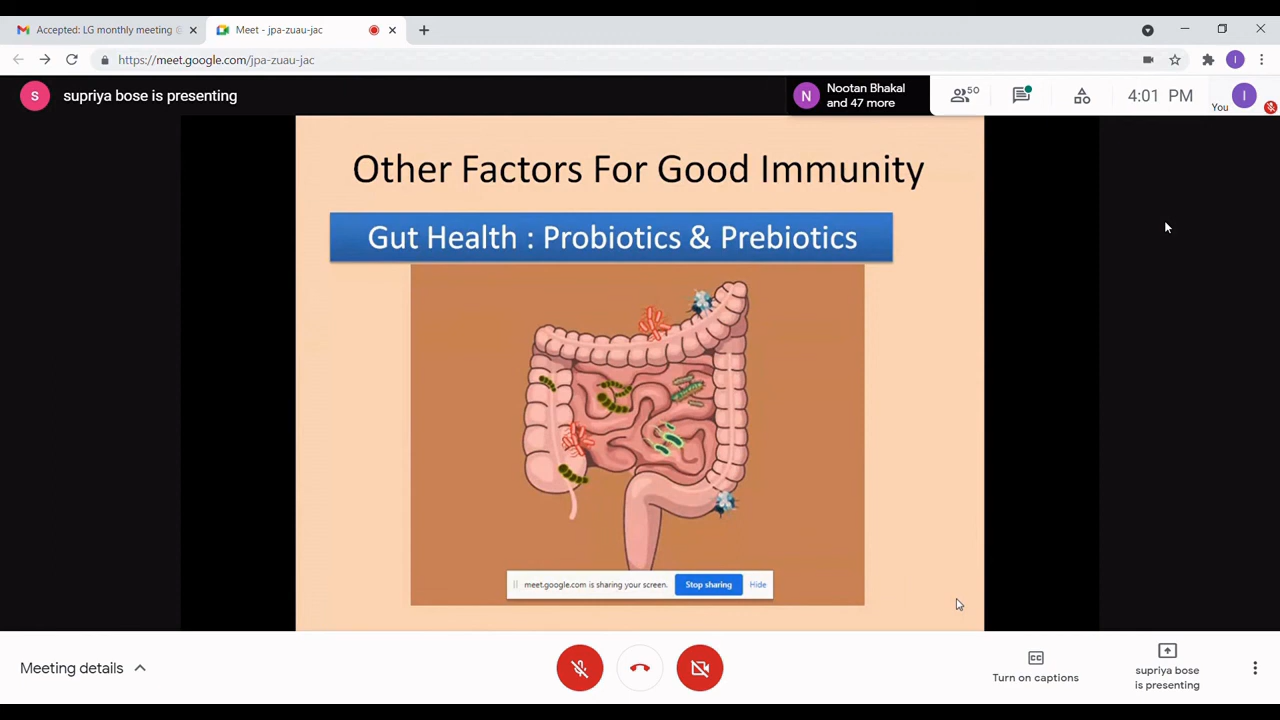 Accepted: LG monthly meeting @
Meet - jpa-zuau-jac
https://meet.google.com/jpa-zuau-jac
I
S
supriya bose is presenting
N
Nootan Bhakal
and 47 more
50
4:01 PM
You
I
Other Factors For Good Immunity
Gut Health : Probiotics & Prebiotics
meet.google.com is sharing your screen.
Stop sharing
Hide
Meeting details
CC
Turn on captions
supriya bose
is presenting